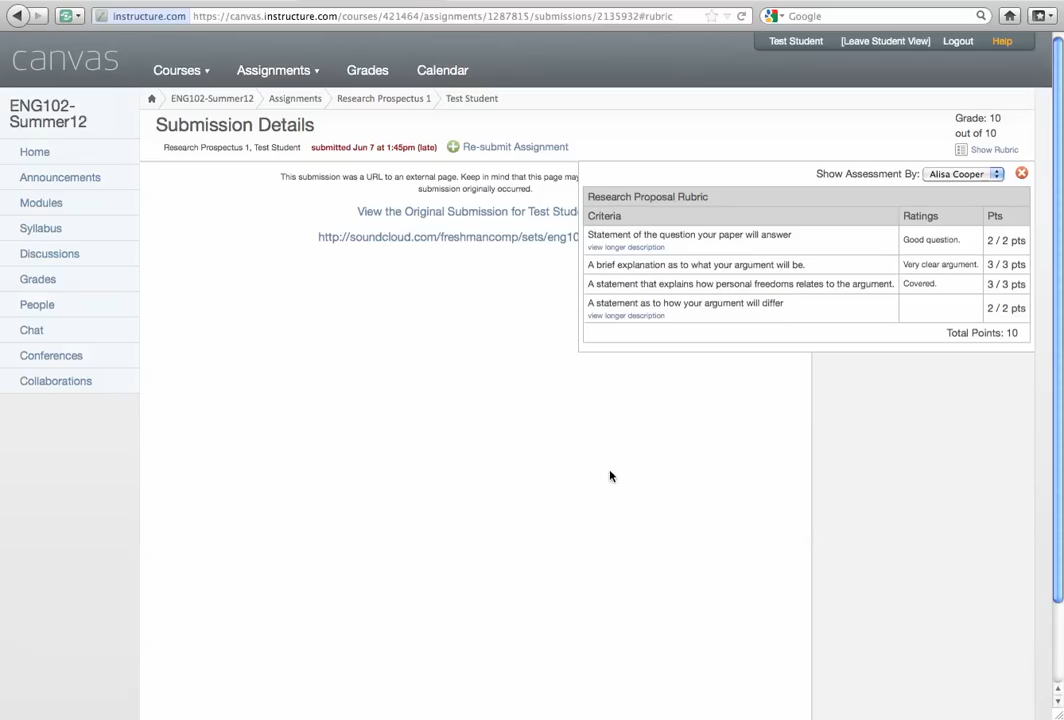 instructure.com
https://canvas.instructure.com/courses/421464/assignments/1287815/submissions/2135932#rubric
Google
Test Student
[Leave Student View]
Logout
Help
canvas
Courses
Assignments
Grades
Calendar
ENG102-
Summer12
Home
Announcements
Modules
Syllabus
Discussions
Grades
People
Chat
Conferences
Collaborations
ENG102-Summer12
Assignments
Research Prospectus 1
Test Student
Submission Details
Research Prospectus 1, Test Student
submitted Jun 7 at 1:45pm (late)
Re-submit Assignment
Grade: 10
out of 10
Show Rubric
This submission was a URL to an external page. Keep in mind that this page may
submission originally occurred.
View the Original Submission for Test Stude
http://soundcloud.com/freshmancomp/sets/eng10
Show Assessment By: Alisa Cooper
Research Proposal Rubric
Criteria Ratings Pts
Statement of the question your paper will answer
view longer description
Good question.
2 / 2 pts
A brief explanation as to what your argument will be.
Very clear argument.
3 / 3 pts
A statement that explains how personal freedoms relates to the argument.
Covered.
3 / 3 pts
A statement as to how your argument will differ
view longer description
2 / 2 pts
Total Points: 10